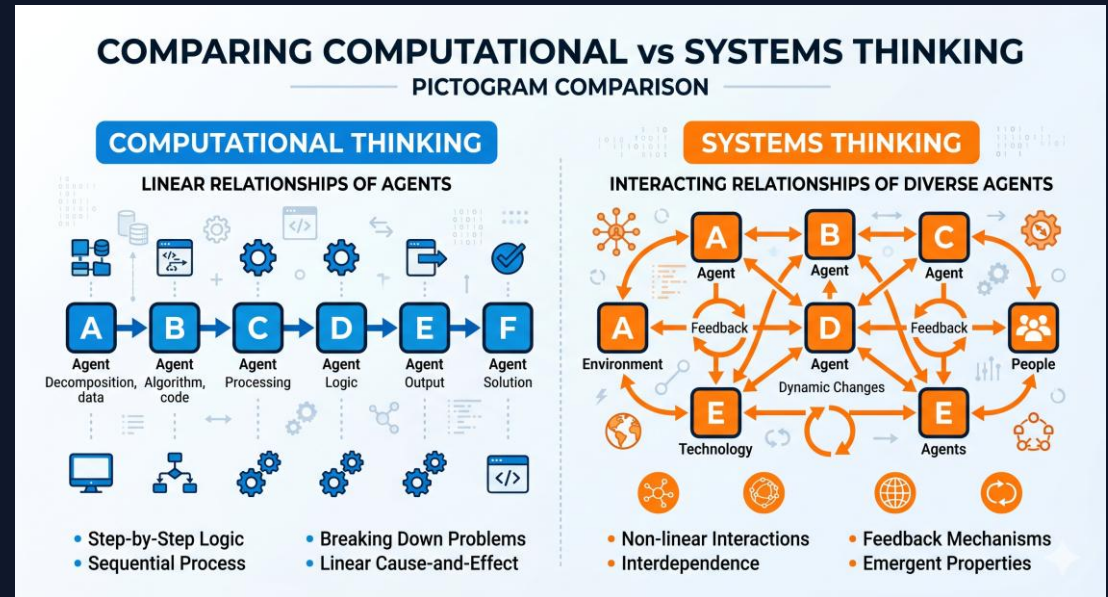 COMPARING COMPUTATIONAL vs SYSTEMS THINKING
PICTOGRAM COMPARISON
COMPUTATIONAL THINKING
LINEAR RELATIONSHIPS OF AGENTS
</>
</>
A
B
C
D
E
F
Agent
Decomposition,
data
Agent
Algorithm,
code
Agent
Processing
Agent
Logic
Agent
Output
Agent
Solution
</>
• Step-by-Step Logic
• Sequential Process
• Breaking Down Problems
• Linear Cause-and-Effect
SYSTEMS THINKING
INTERACTING RELATIONSHIPS OF DIVERSE AGENTS
A
Agent
B
Agent
C
Agent
A
Environment
Feedback
D
Agent
Feedback
People
Dynamic Changes
E
Technology
E
Agents
• Non-linear Interactions
• Interdependence
• Feedback Mechanisms
• Emergent Properties